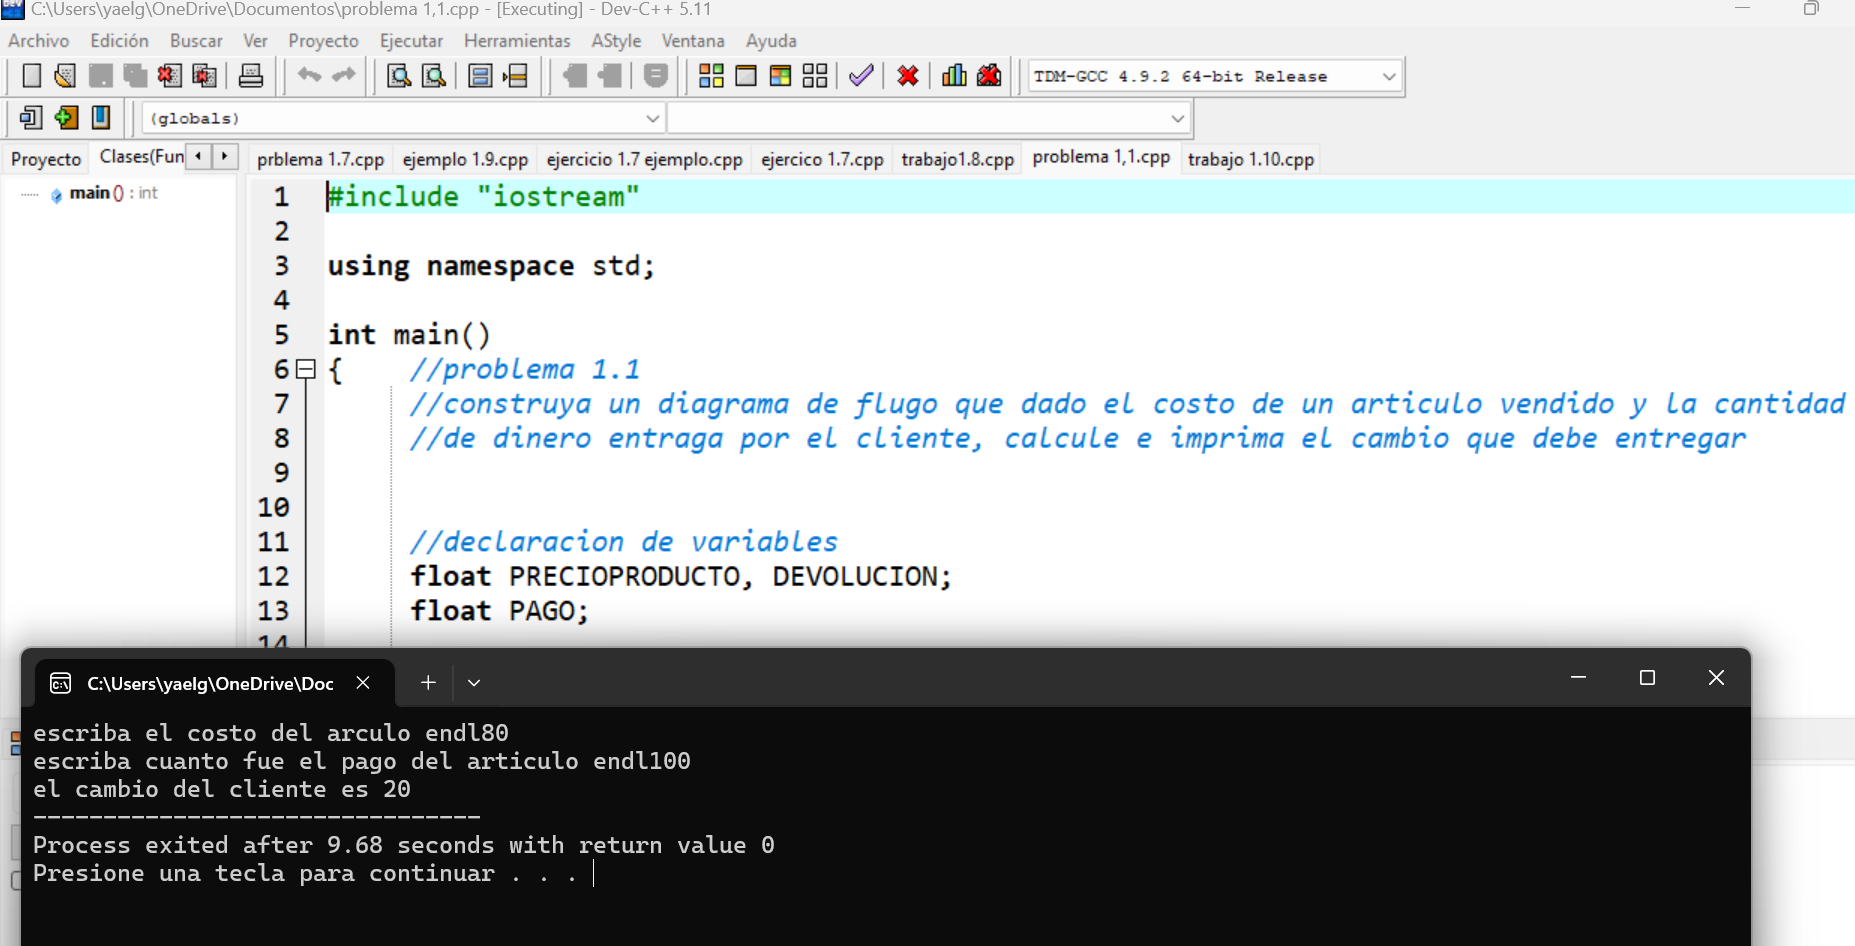 C:\Users\yaelg\OneDrive\Documentos\problema 1,1.cpp - [Executing] - Dev-C++ 5.11
Archivo Edición Buscar Ver Proyecto Ejecutar Herramientas AStyle Ventana Ayuda
TDM-GCC 4.9.2 64-bit Release
(globals)
Proyecto Clases(Fun prblema 1.7.cpp ejemplo 1.9.cpp ejercicio 1.7 ejemplo.cpp ejercico 1.7.cpp trabajo1.8.cpp problema 1,1.cpp trabajo 1.10.cpp
main () : int
1 #include "iostream"
2
3 using namespace std;
4
5 int main()
6 { //problema 1.1
7 //construya un diagrama de flugo que dado el costo de un articulo vendido y la cantidad
8 //de dinero entraga por el cliente, calcule e imprima el cambio que debe entregar
9
10
11 //declaracion de variables
12 float PRECIOPRODUCTO, DEVOLUCION;
13 float PAGO;
14
C:\Users\yaelg\OneDrive\Doc
escriba el costo del arculo endl80
escriba cuanto fue el pago del articulo endl100
el cambio del cliente es 20
--------------------------------
Process exited after 9.68 seconds with return value 0
Presione una tecla para continuar . . .